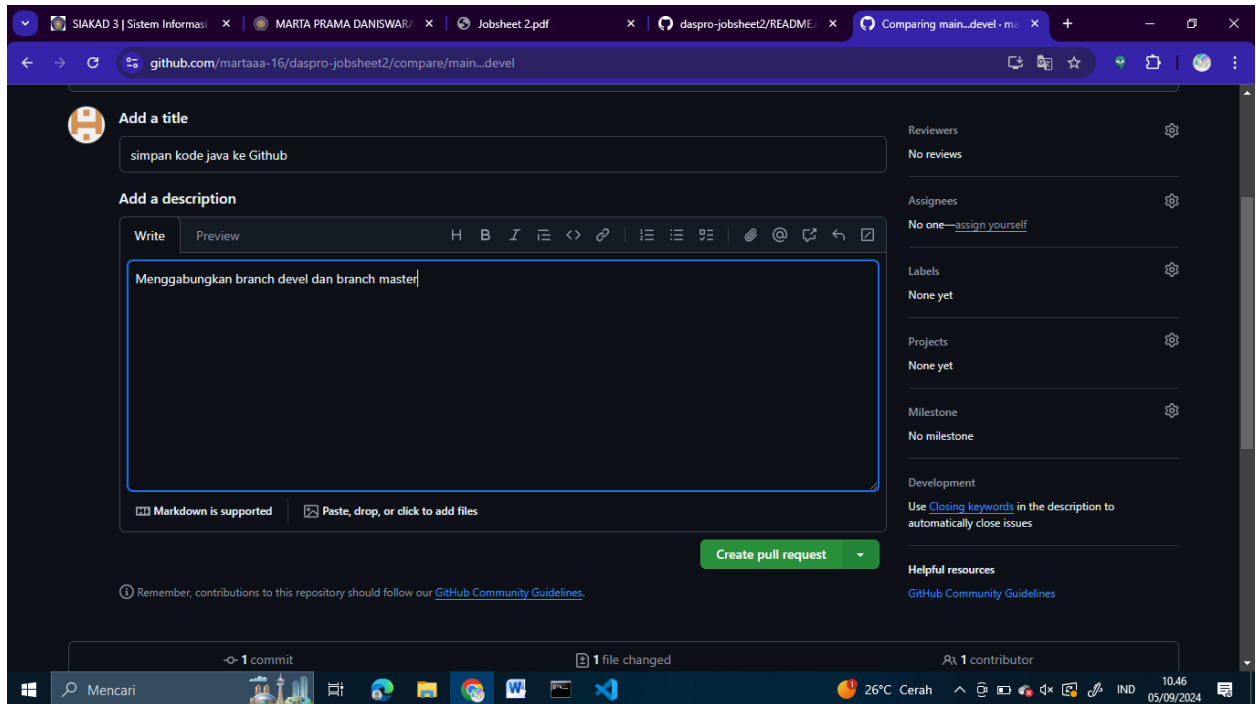 SIAKAD 3 | Sistem Informasi
MARTA PRAMA DANISWARA
Jobsheet 2.pdf
daspro-jobsheet2/README.
Comparing main...devel · ma
github.com/martaaa-16/daspro-jobsheet2/compare/main...devel
Add a title
simpan kode java ke Github
Add a description
Write
Preview
Menggabungkan branch devel dan branch master
Markdown is supported
Paste, drop, or click to add files
Create pull request
Remember, contributions to this repository should follow our GitHub Community Guidelines.
Reviewers
No reviews
Assignees
No one—assign yourself
Labels
None yet
Projects
None yet
Milestone
No milestone
Development
Use Closing keywords in the description to
automatically close issues
Helpful resources
GitHub Community Guidelines
1 commit
1 file changed
1 contributor
Mencari
26°C Cerah
IND
10.46
05/09/2024